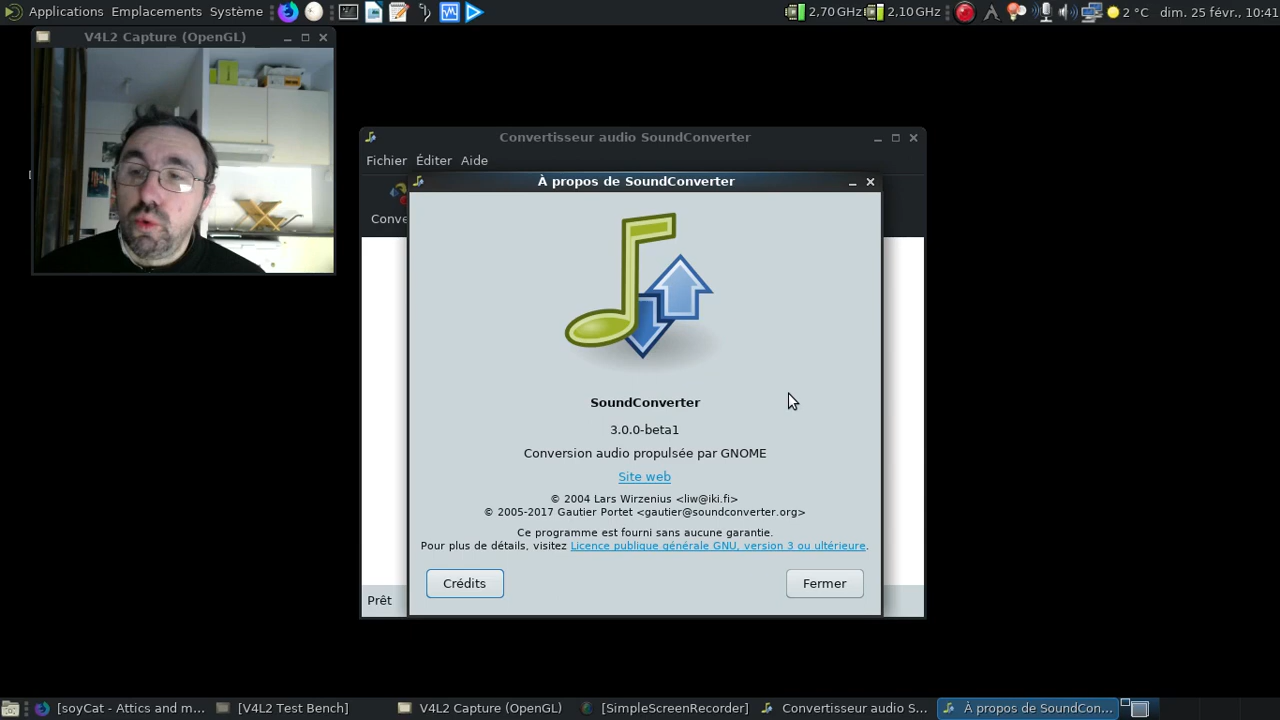 Applications Emplacements Système
2,70 GHz 2,10 GHz 2 °C dim. 25 févr., 10:41
V4L2 Capture (OpenGL)
Convertisseur audio SoundConverter
Fichier Éditer Aide
À propos de SoundConverter
Conve
SoundConverter
3.0.0-beta1
Conversion audio propulsée par GNOME
Site web
© 2004 Lars Wirzenius <liw@iki.fi>
© 2005-2017 Gautier Portet <gautier@soundconverter.org>
Ce programme est fourni sans aucune garantie.
Pour plus de détails, visitez Licence publique générale GNU, version 3 ou ultérieure.
Crédits Fermer
Prêt
[soyCat - Attics and m... [V4L2 Test Bench] V4L2 Capture (OpenGL) [SimpleScreenRecorder] Convertisseur audio S... À propos de SoundCon...